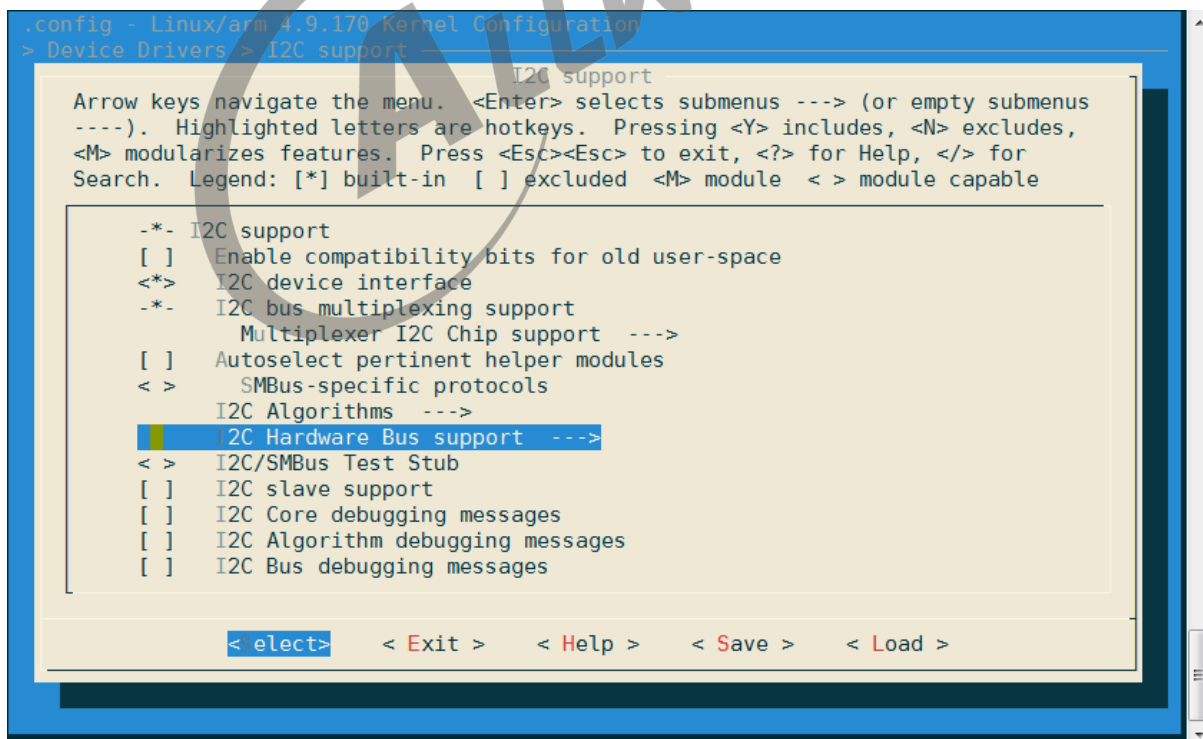 .config - Linux/arm 4.9.170 Kernel Configuration
> Device Drivers > I2C support
I2C support
Arrow keys navigate the menu.  <Enter> selects submenus ---> (or empty submenus
----).  Highlighted letters are hotkeys.  Pressing <Y> includes, <N> excludes,
<M> modularizes features.  Press <Esc><Esc> to exit, <?> for Help, </> for
Search.  Legend: [*] built-in  [ ] excluded  <M> module  < > module capable
-*- I2C support
[ ]   Enable compatibility bits for old user-space
<*>   I2C device interface
-*-   I2C bus multiplexing support
Multiplexer I2C Chip support  --->
[ ]   Autoselect pertinent helper modules
< >     SMBus-specific protocols
I2C Algorithms  --->
I2C Hardware Bus support  --->
< >   I2C/SMBus Test Stub
[ ]   I2C slave support
[ ]   I2C Core debugging messages
[ ]   I2C Algorithm debugging messages
[ ]   I2C Bus debugging messages
<Select>    < Exit >    < Help >    < Save >    < Load >